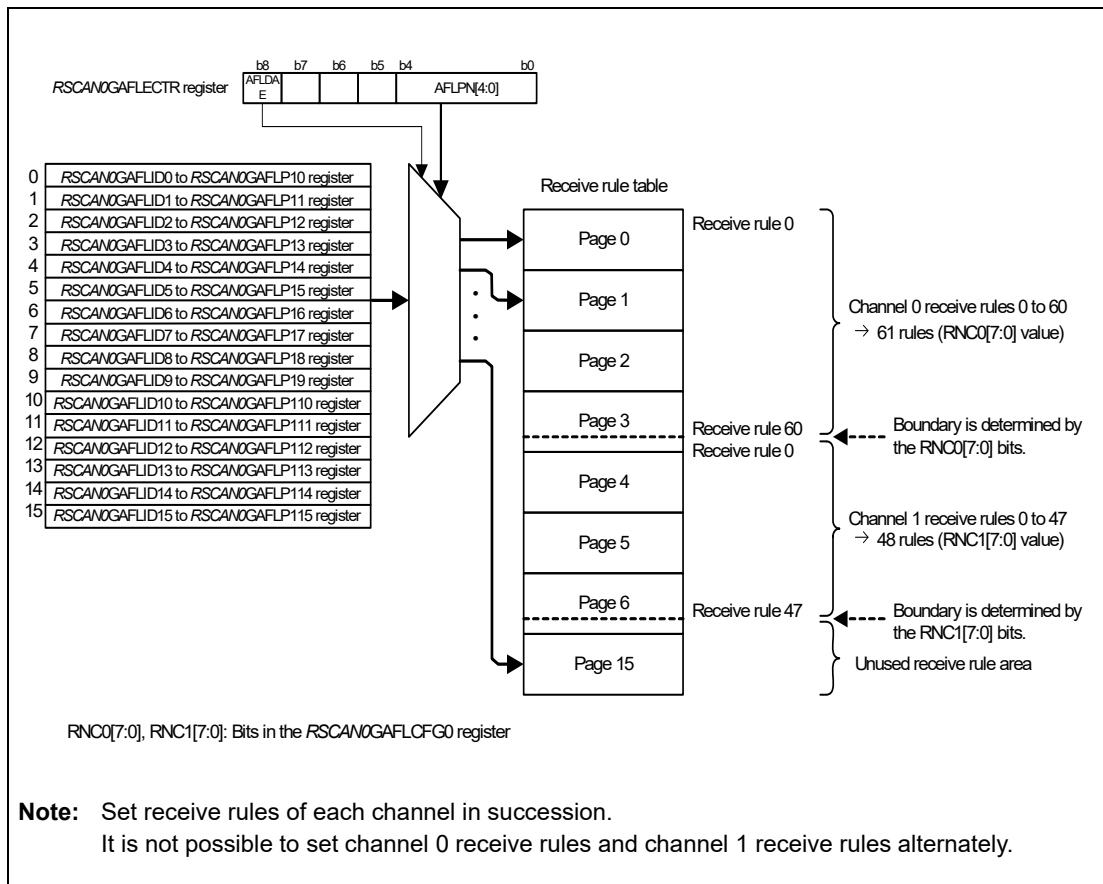 b8 b7 b6 b5 b4 b0
RSCAN0GAFLECTR register
AFLDA
E
AFLPN[4:0]
0 RSCAN0GAFLID0 to RSCAN0GAFLP10 register
1 RSCAN0GAFLID1 to RSCAN0GAFLP11 register
2 RSCAN0GAFLID2 to RSCAN0GAFLP12 register
3 RSCAN0GAFLID3 to RSCAN0GAFLP13 register
4 RSCAN0GAFLID4 to RSCAN0GAFLP14 register
5 RSCAN0GAFLID5 to RSCAN0GAFLP15 register
6 RSCAN0GAFLID6 to RSCAN0GAFLP16 register
7 RSCAN0GAFLID7 to RSCAN0GAFLP17 register
8 RSCAN0GAFLID8 to RSCAN0GAFLP18 register
9 RSCAN0GAFLID9 to RSCAN0GAFLP19 register
10 RSCAN0GAFLID10 to RSCAN0GAFLP110 register
11 RSCAN0GAFLID11 to RSCAN0GAFLP111 register
12 RSCAN0GAFLID12 to RSCAN0GAFLP112 register
13 RSCAN0GAFLID13 to RSCAN0GAFLP113 register
14 RSCAN0GAFLID14 to RSCAN0GAFLP114 register
15 RSCAN0GAFLID15 to RSCAN0GAFLP115 register
Receive rule table
Page 0
Page 1
Page 2
Page 3
Page 4
Page 5
Page 6
Page 15
Receive rule 0
Receive rule 60
Receive rule 0
Receive rule 47
Channel 0 receive rules 0 to 60
→ 61 rules (RNC0[7:0] value)
Boundary is determined by
the RNC0[7:0] bits.
Channel 1 receive rules 0 to 47
→ 48 rules (RNC1[7:0] value)
Boundary is determined by
the RNC1[7:0] bits.
Unused receive rule area
RNC0[7:0], RNC1[7:0]: Bits in the RSCAN0GAFLCFG0 register
Note: Set receive rules of each channel in succession.
It is not possible to set channel 0 receive rules and channel 1 receive rules alternately.